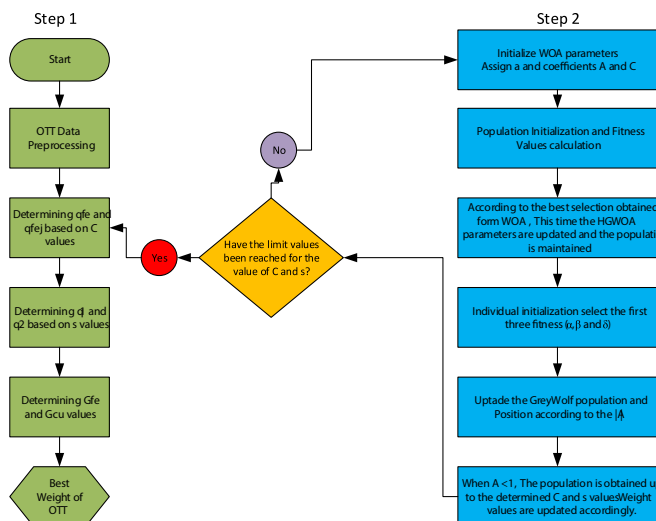 Step 1
Start
OTT Data
Preprocessing
Determining qfe and
qfej based on C
values
Determining qJ and
q2 based on s values
Determining Gfe
and Gcu values
Best
Weight of
OTT
Yes
No
Have the limit values
been reached for the
value of C and s?
Step 2
Initialize WOA parameters
Assign a and coefficients A and C
Population Initialization and Fitness
Values calculation
According to the best selection obtained
form WOA , This time the HGWOA
parameters are updated and the populati
is maintained
Individual initialization select the first
three fitness (α, β and δ)
Uptade the GreyWolf population and
Position according to the |A|
When A <1, The population is obtained u
to the determined C and s values.Weight
values are updated accordingly.